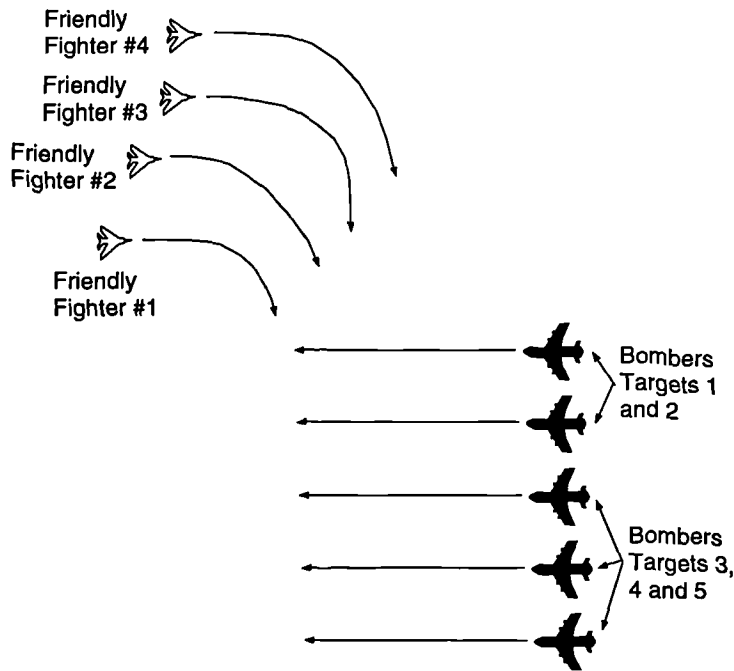 Friendly
Fighter #4
Friendly
Fighter #3
Friendly
Fighter #2
Friendly
Fighter #1
Bombers
Targets 1
and 2
Bombers
Targets 3,
4 and 5